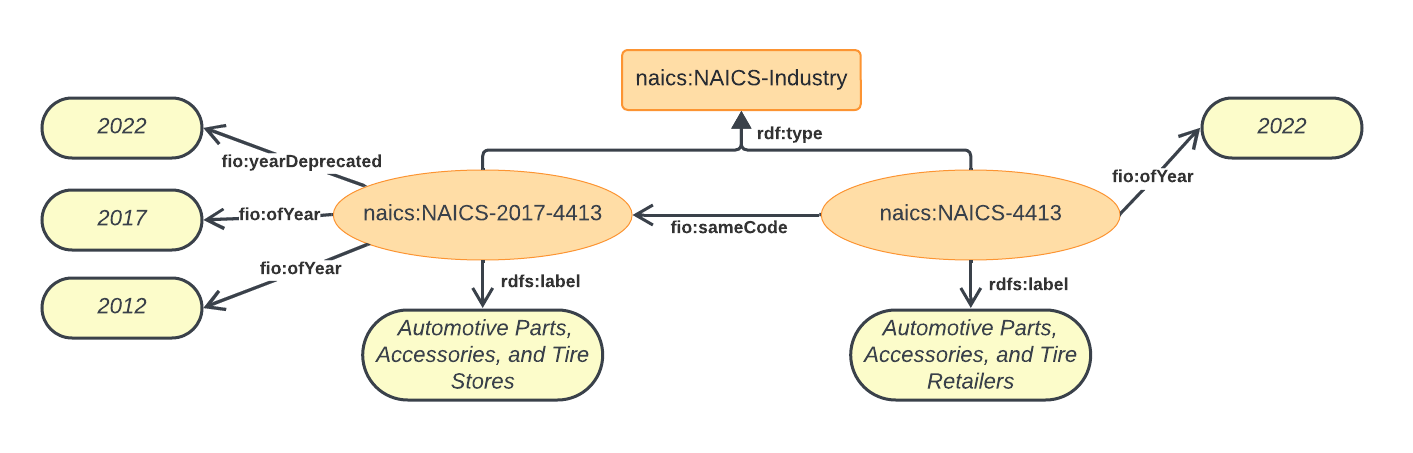 naics:NAICS-Industry
rdf:type
2022
fio:yearDeprecated
2017
fio:ofYear
2012
fio:ofYear
naics:NAICS-2017-4413
fio:sameCode
naics:NAICS-4413
fio:ofYear
2022
rdfs:label
Automotive Parts,
Accessories, and Tire
Stores
rdfs:label
Automotive Parts,
Accessories, and Tire
Retailers